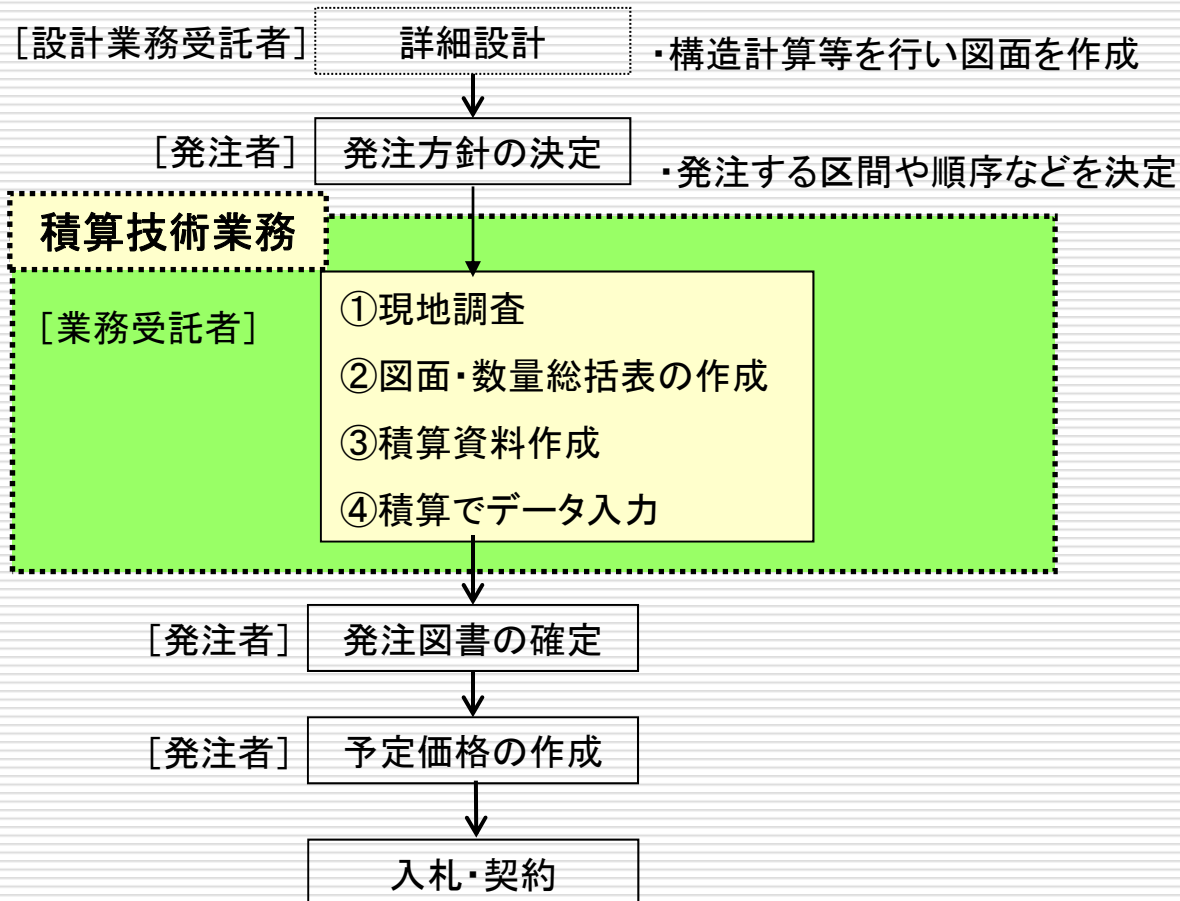 [設計業務受託者] 詳細設計
・構造計算等を行い図面を作成
[発注者] 発注方針の決定
・発注する区間や順序などを決定
積算技術業務
[業務受託者]
①現地調査
②図面・数量総括表の作成
③積算資料作成
④積算でデータ入力
[発注者] 発注図書の確定
[発注者] 予定価格の作成
入札・契約